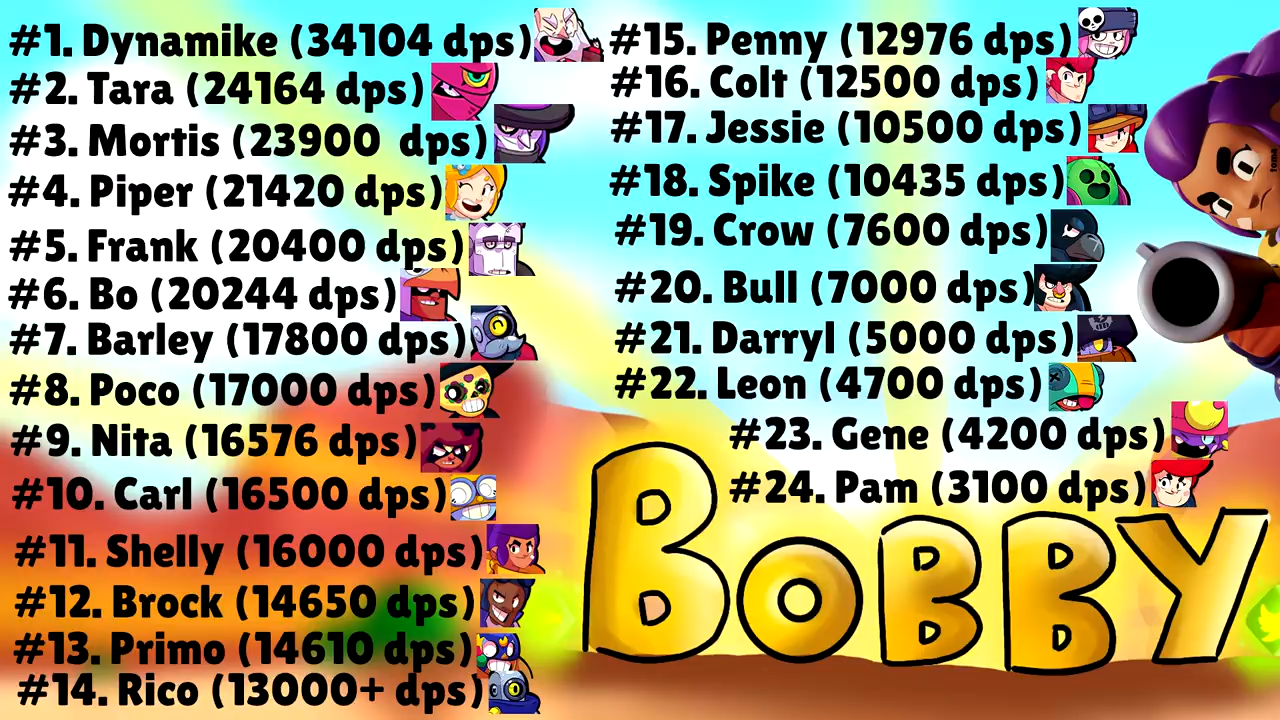 #1. Dynamike (34104 dps)
#2. Tara (24164 dps)
#3. Mortis (23900 dps)
#4. Piper (21420 dps)
#5. Frank (20400 dps)
#6. Bo (20244 dps)
#7. Barley (17800 dps)
#8. Poco (17000 dps)
#9. Nita (16576 dps)
#10. Carl (16500 dps)
#11. Shelly (16000 dps)
#12. Brock (14650 dps)
#13. Primo (14610 dps)
#14. Rico (13000+ dps)
#15. Penny (12976 dps)
#16. Colt (12500 dps)
#17. Jessie (10500 dps)
#18. Spike (10435 dps)
#19. Crow (7600 dps)
#20. Bull (7000 dps)
#21. Darryl (5000 dps)
#22. Leon (4700 dps)
#23. Gene (4200 dps)
#24. Pam (3100 dps)
BOBBY